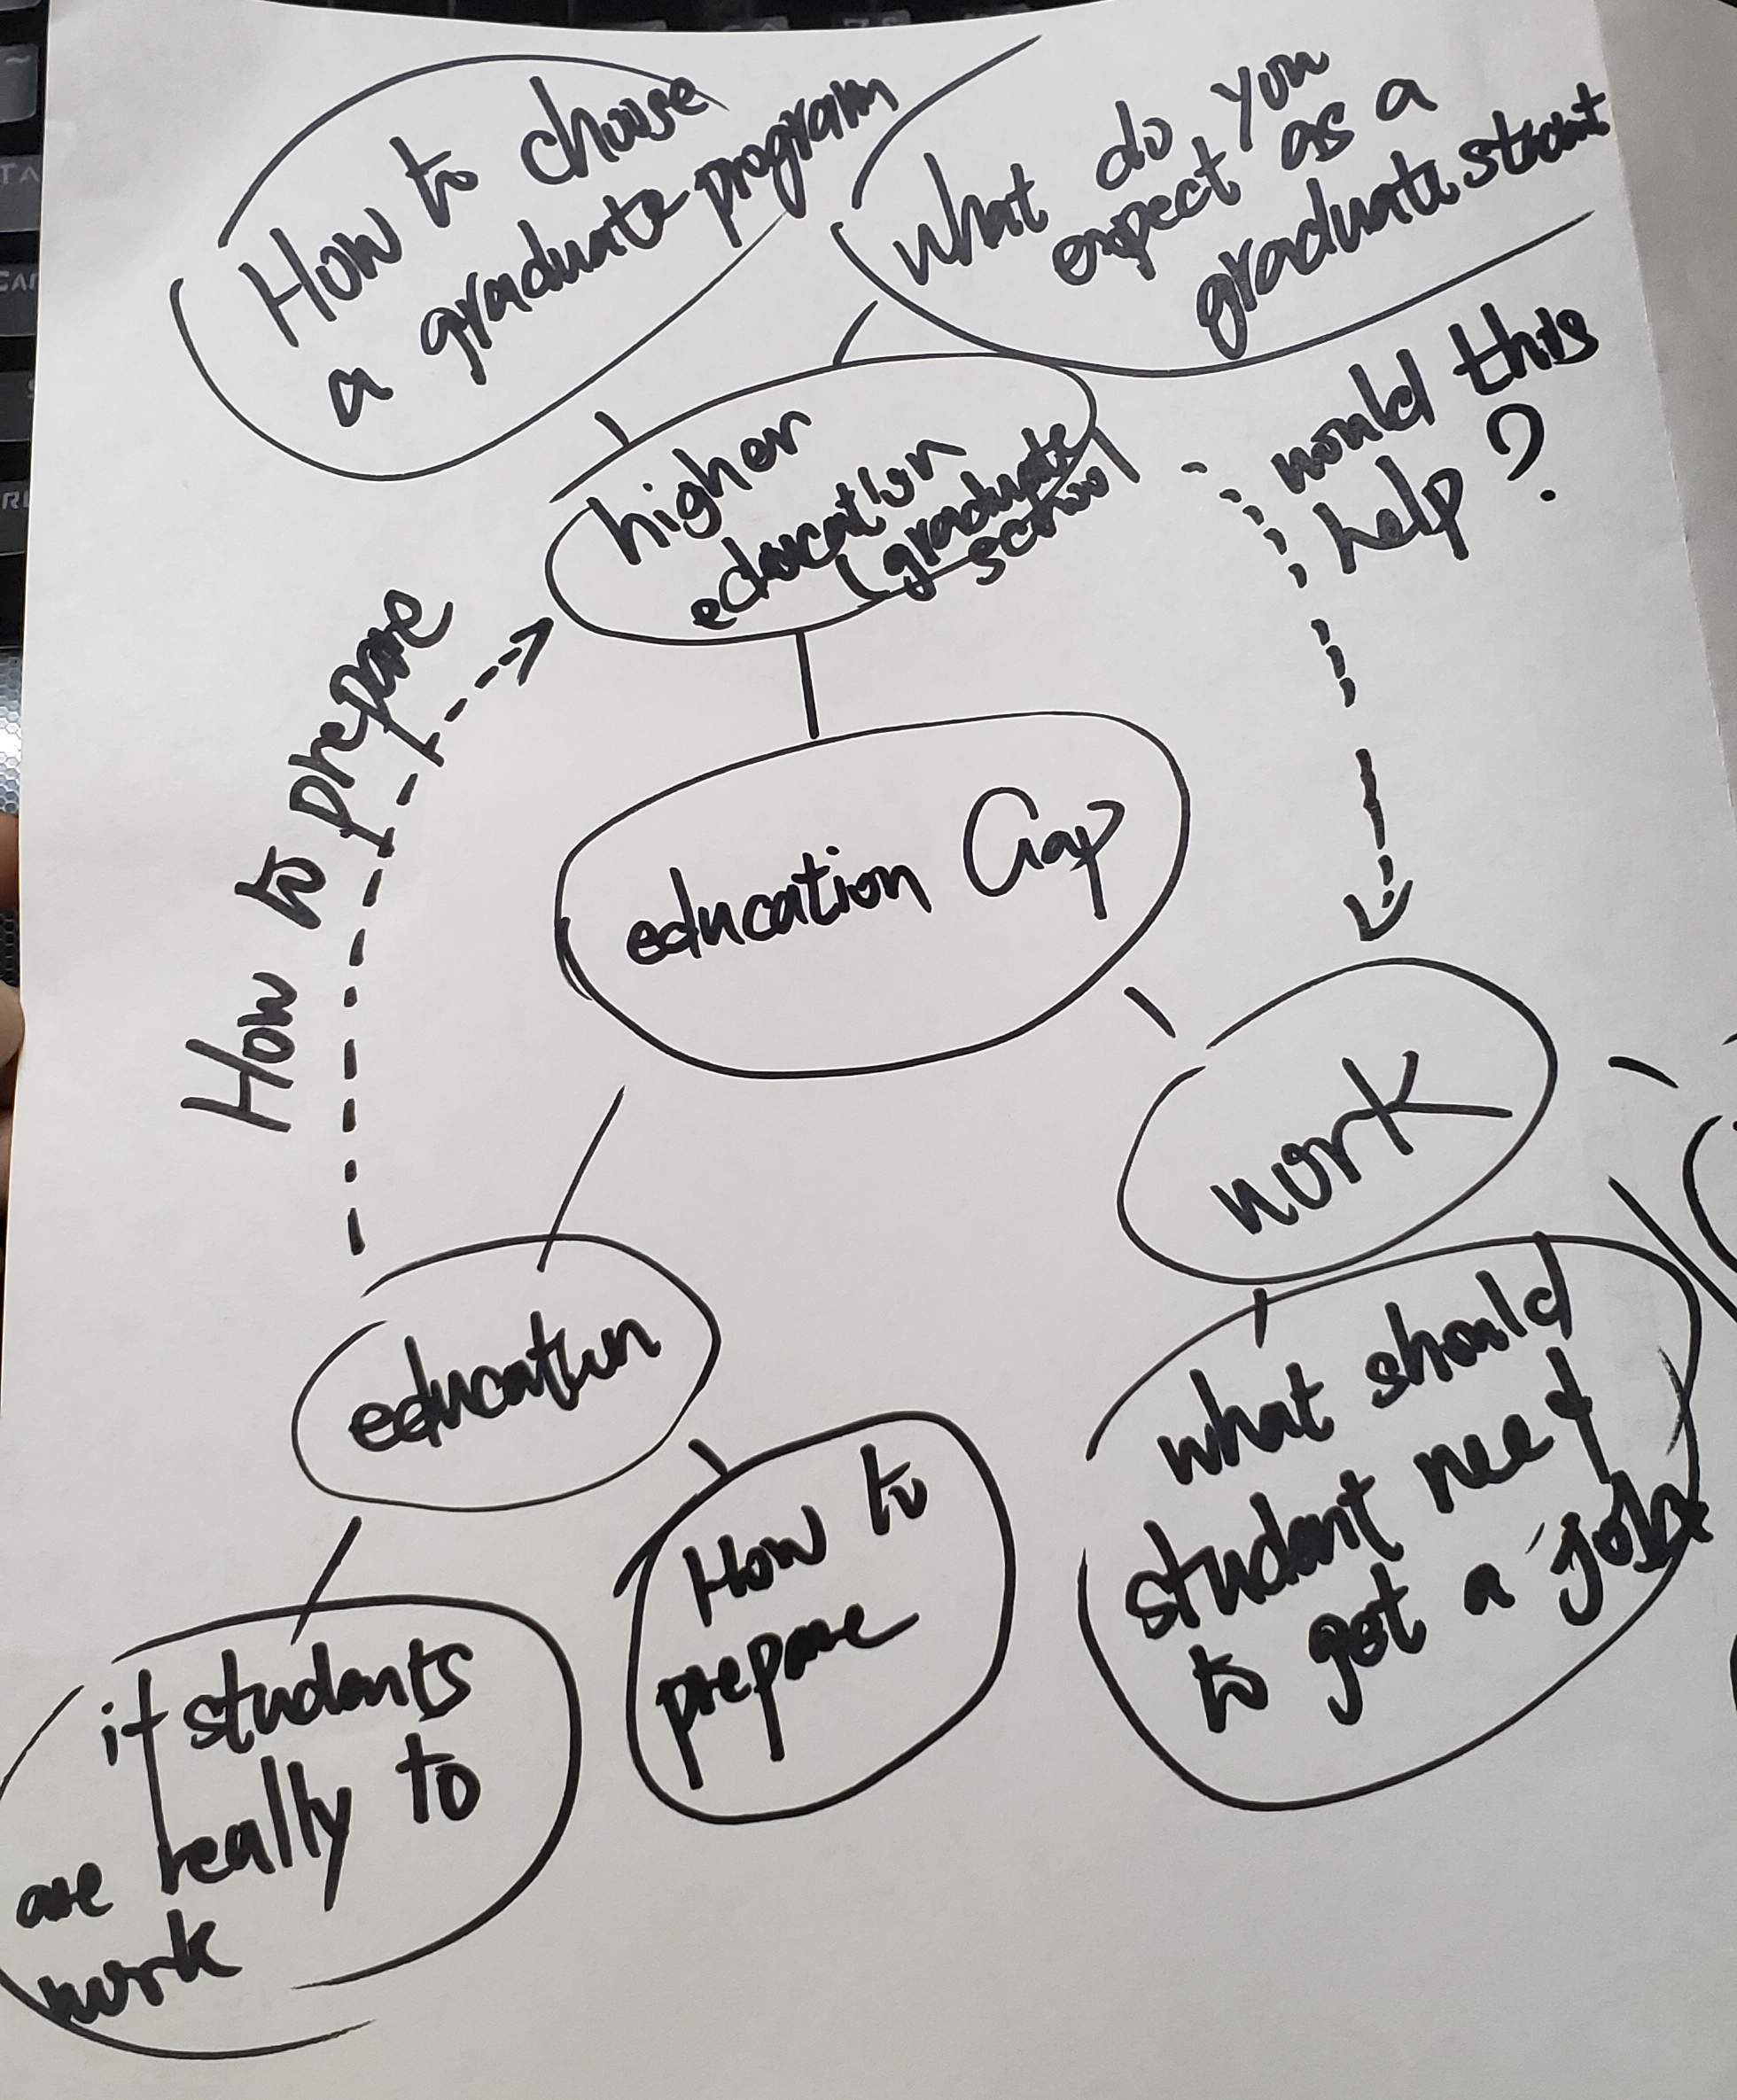 How to choose
a graduate program
What do you
expect as a
graduate student
higher
education
(graduate
school
would this
help?
How to prepare
education Gap
work
education
How to
prepare
what should
student need
to get a job
if students
are really to
work